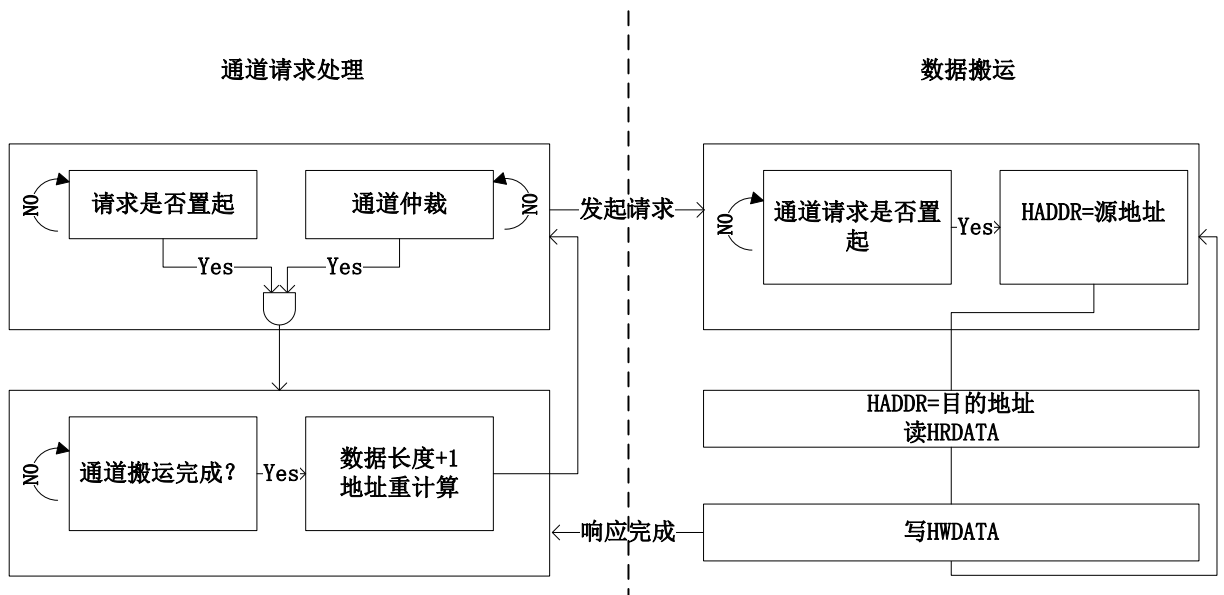 通道请求处理
数据搬运
NO
请求是否置起
通道仲裁
NO
Yes
Yes
发起请求
NO
通道请求是否置
起
Yes
HADDR=源地址
NO
通道搬运完成？
Yes
数据长度+1
地址重计算
HADDR=目的地址
读HRDATA
响应完成
写HWDATA